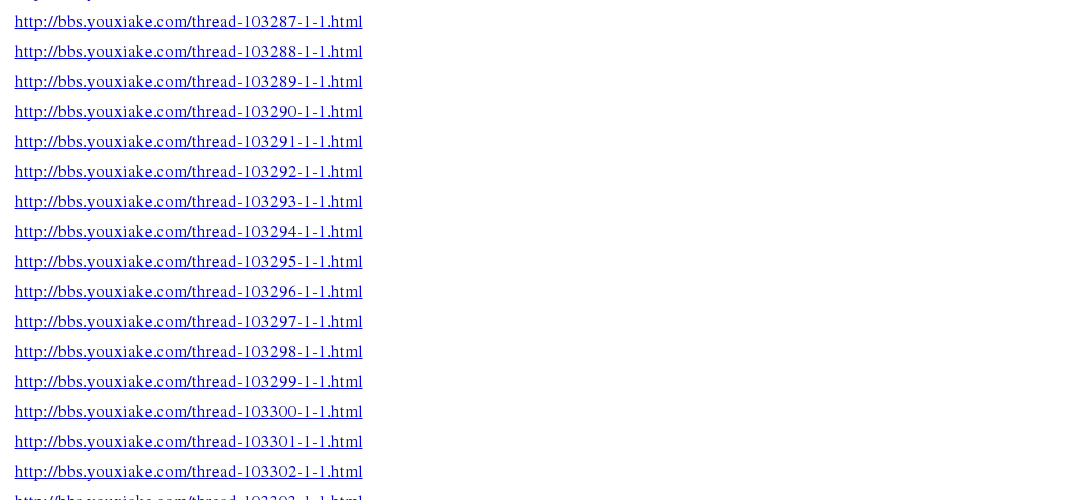 http://bbs.youxiake.com/thread-103287-1-1.html
http://bbs.youxiake.com/thread-103288-1-1.html
http://bbs.youxiake.com/thread-103289-1-1.html
http://bbs.youxiake.com/thread-103290-1-1.html
http://bbs.youxiake.com/thread-103291-1-1.html
http://bbs.youxiake.com/thread-103292-1-1.html
http://bbs.youxiake.com/thread-103293-1-1.html
http://bbs.youxiake.com/thread-103294-1-1.html
http://bbs.youxiake.com/thread-103295-1-1.html
http://bbs.youxiake.com/thread-103296-1-1.html
http://bbs.youxiake.com/thread-103297-1-1.html
http://bbs.youxiake.com/thread-103298-1-1.html
http://bbs.youxiake.com/thread-103299-1-1.html
http://bbs.youxiake.com/thread-103300-1-1.html
http://bbs.youxiake.com/thread-103301-1-1.html
http://bbs.youxiake.com/thread-103302-1-1.html